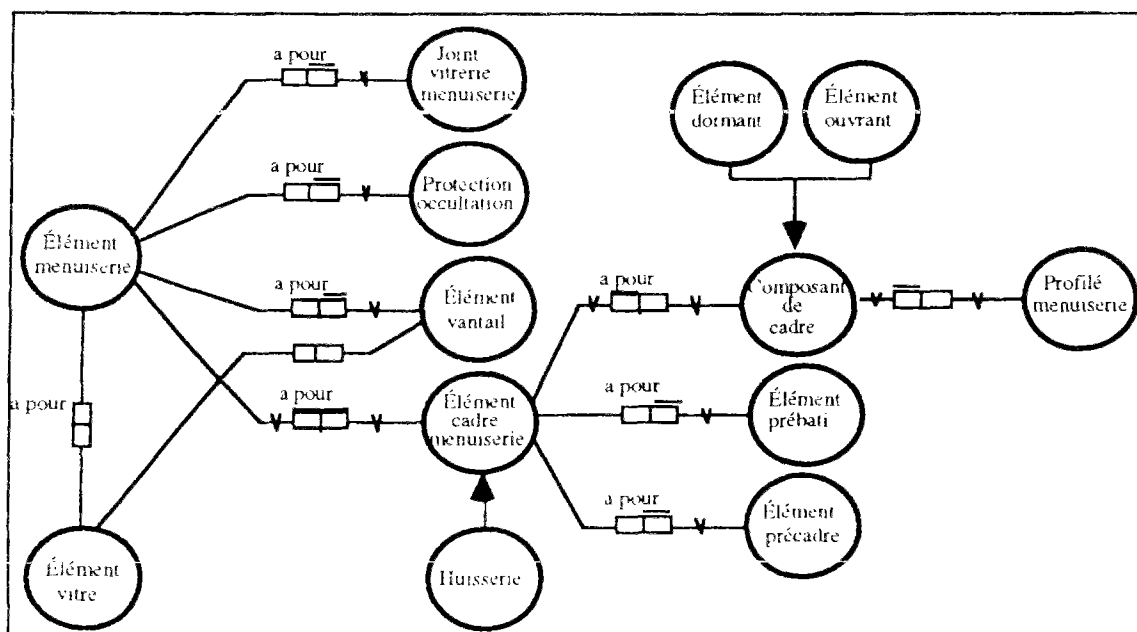 a pour
Joint
vitrerie
menuiserie
Élément
dormant
Élément
ouvrant
a pour
Protection
occultation
Élément
menuiserie
a pour
Élément
vantail
a pour
Composant
de
cadre
Profilé
menuiserie
a pour
a pour
Élément
cadre
menuiserie
a pour
Élément
prébati
a pour
Élément
précadre
Élément
vitre
Huisserie